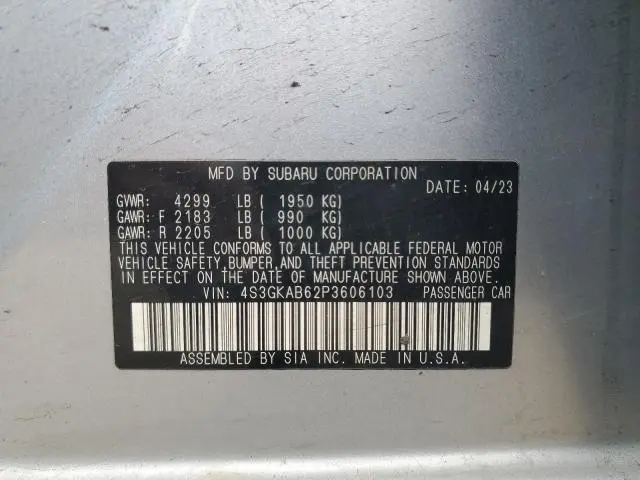 MFD BY SUBARU CORPORATION
DATE: 04/23
GVWR: 4299 LB ( 1950 KG)
GAWR: F 2183 LB ( 990 KG)
GAWR: R 2205 LB ( 1000 KG)
THIS VEHICLE CONFORMS TO ALL APPLICABLE FEDERAL MOTOR
VEHICLE SAFETY, BUMPER, AND THEFT PREVENTION STANDARDS
IN EFFECT ON THE DATE OF MANUFACTURE SHOWN ABOVE.
VIN: 4S3GKAB62P3606103 PASSENGER CAR
ASSEMBLED BY SIA INC. MADE IN U.S.A.